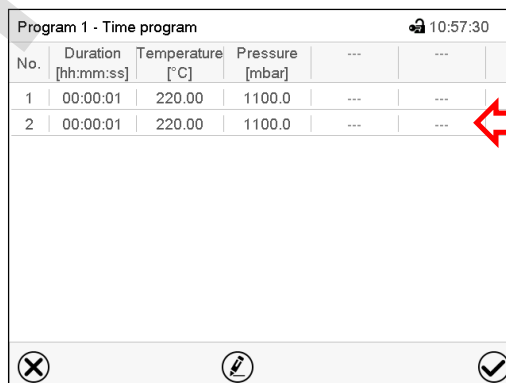 Program 1 - Time program 10:57:30
No. Duration [hh:mm:ss] Temperature [°C] Pressure [mbar] --- ---
1 00:00:01 220.00 1100.0 --- ---
2 00:00:01 220.00 1100.0 --- ---